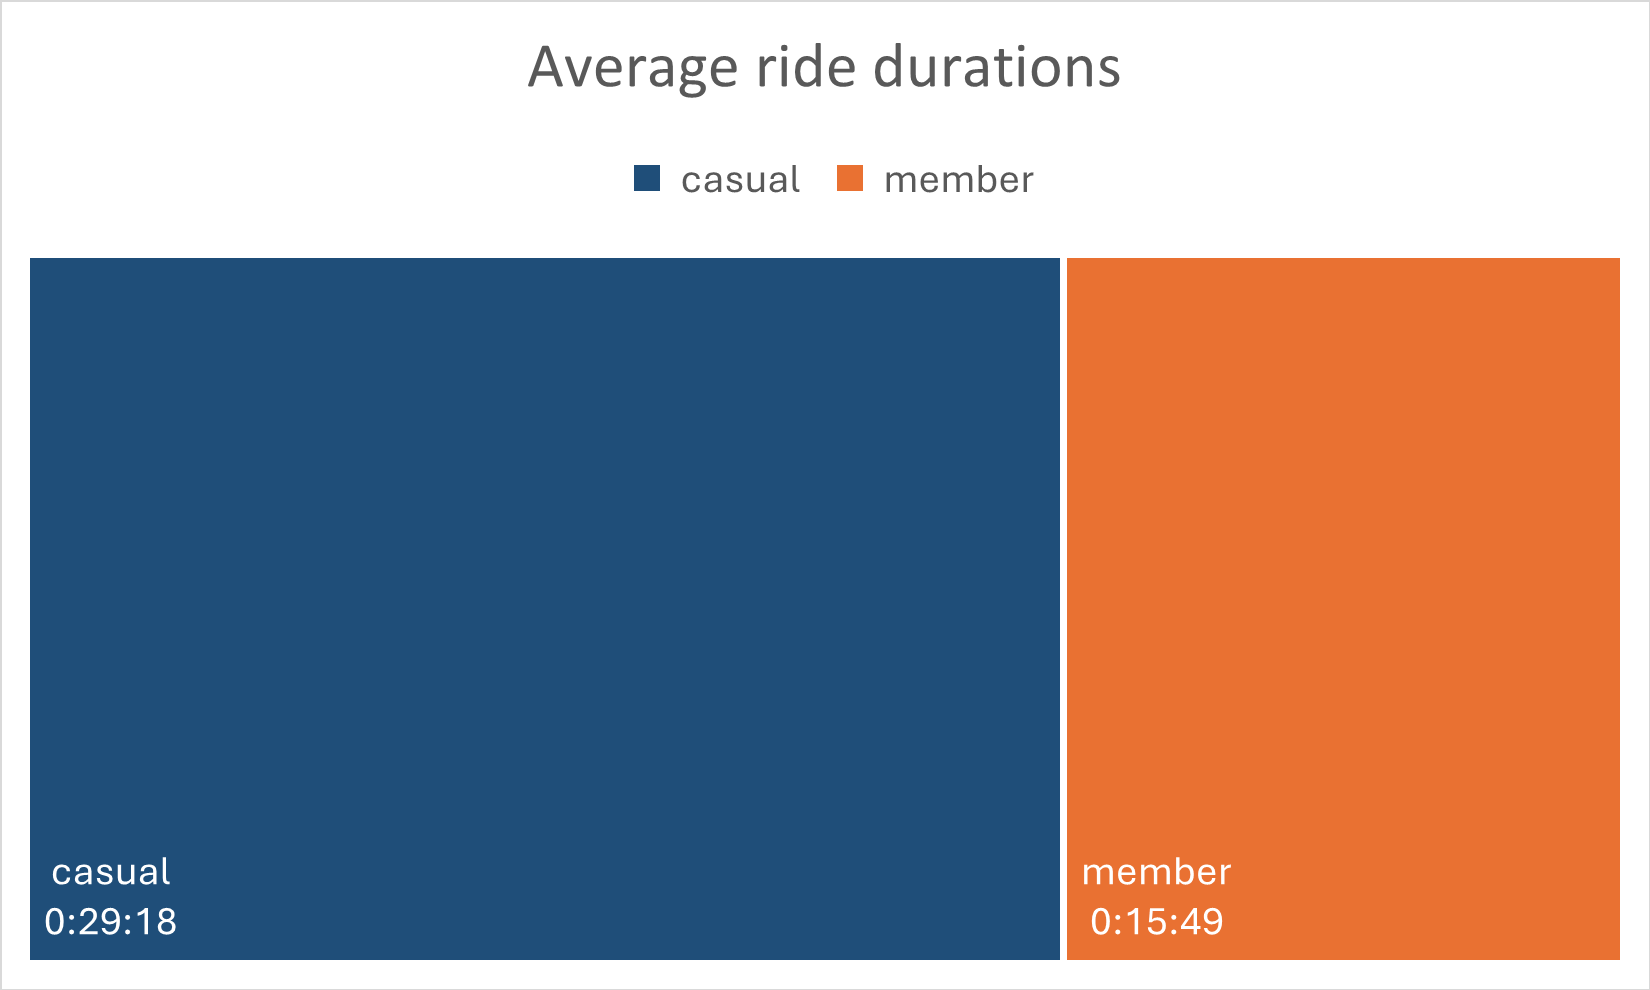 Average ride durations
casual member
casual
0:29:18
member
0:15:49